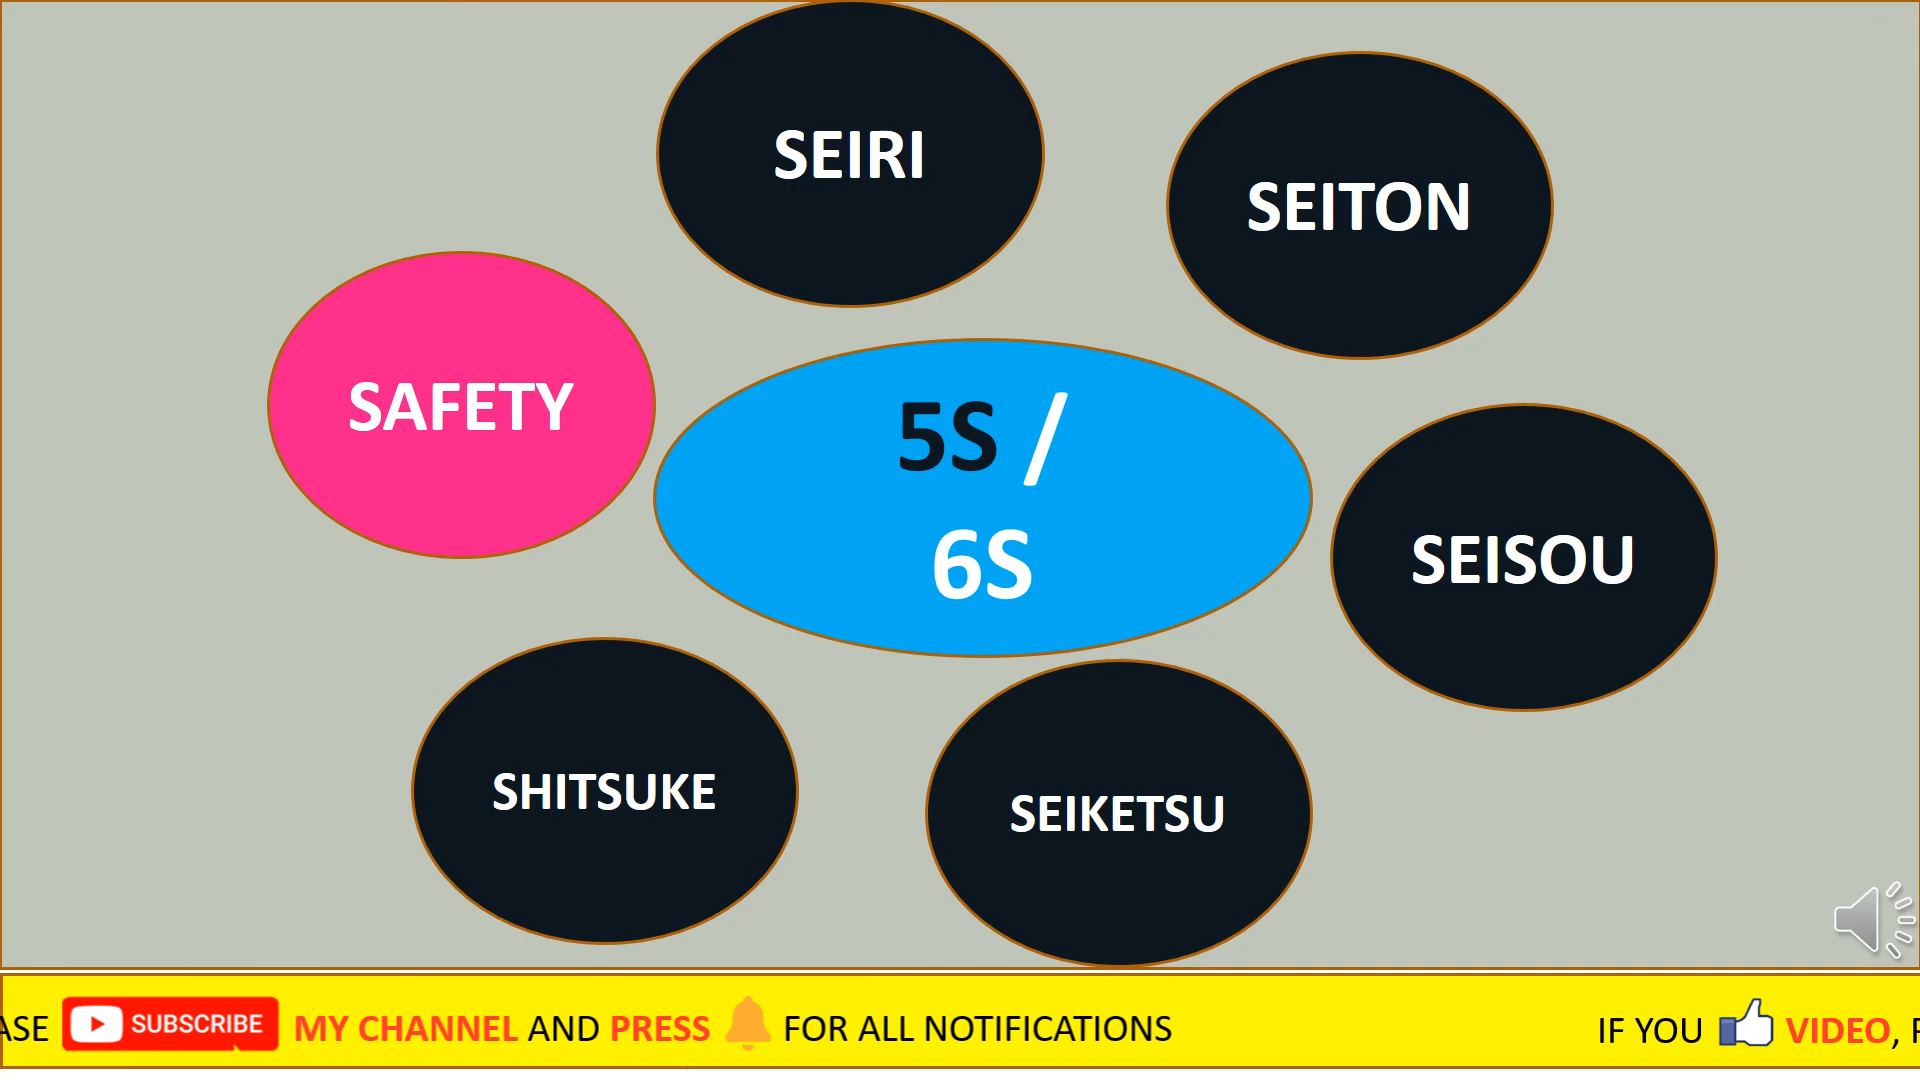 SEIRI
SEITON
SAFETY
5S /
6S
SEISOU
SHITSUKE
SEIKETSU
ASE SUBSCRIBE MY CHANNEL AND PRESS FOR ALL NOTIFICATIONS IF YOU VIDEO,